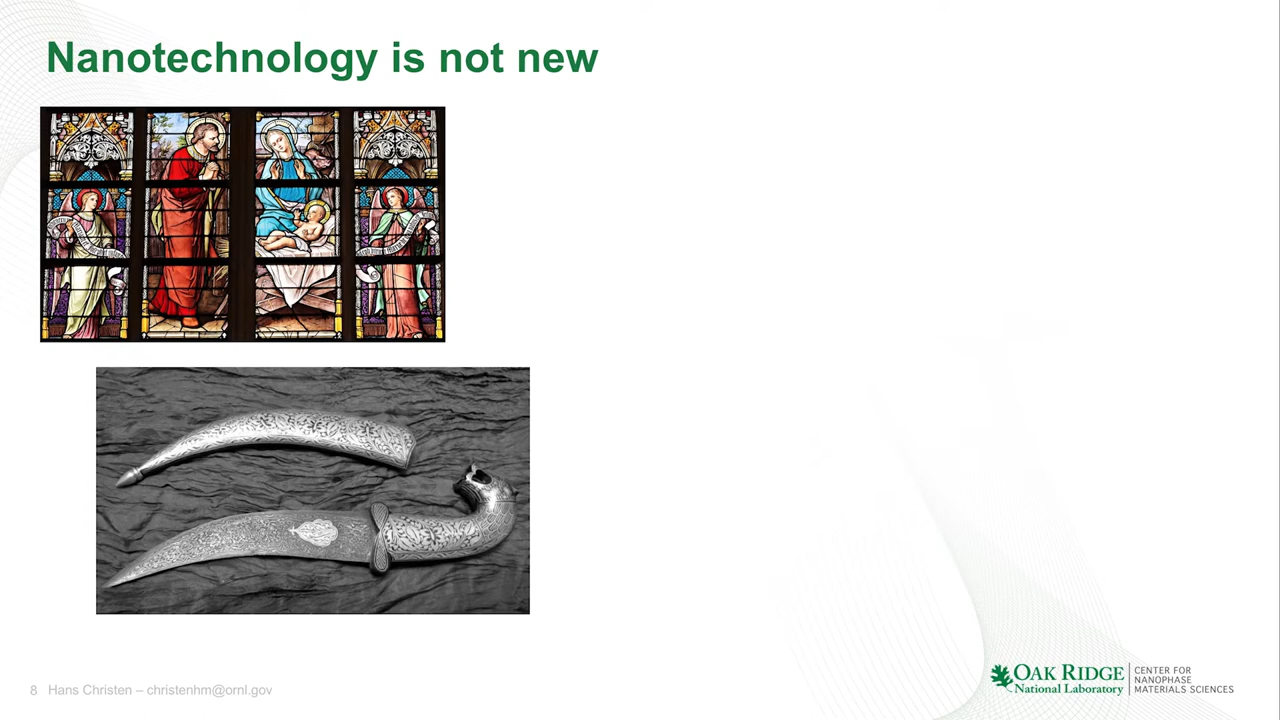 Nanotechnology is not new
8 Hans Christen – christenhm@ornl.gov
OAK RIDGE
National Laboratory
CENTER FOR
NANOPHASE
MATERIALS SCIENCES